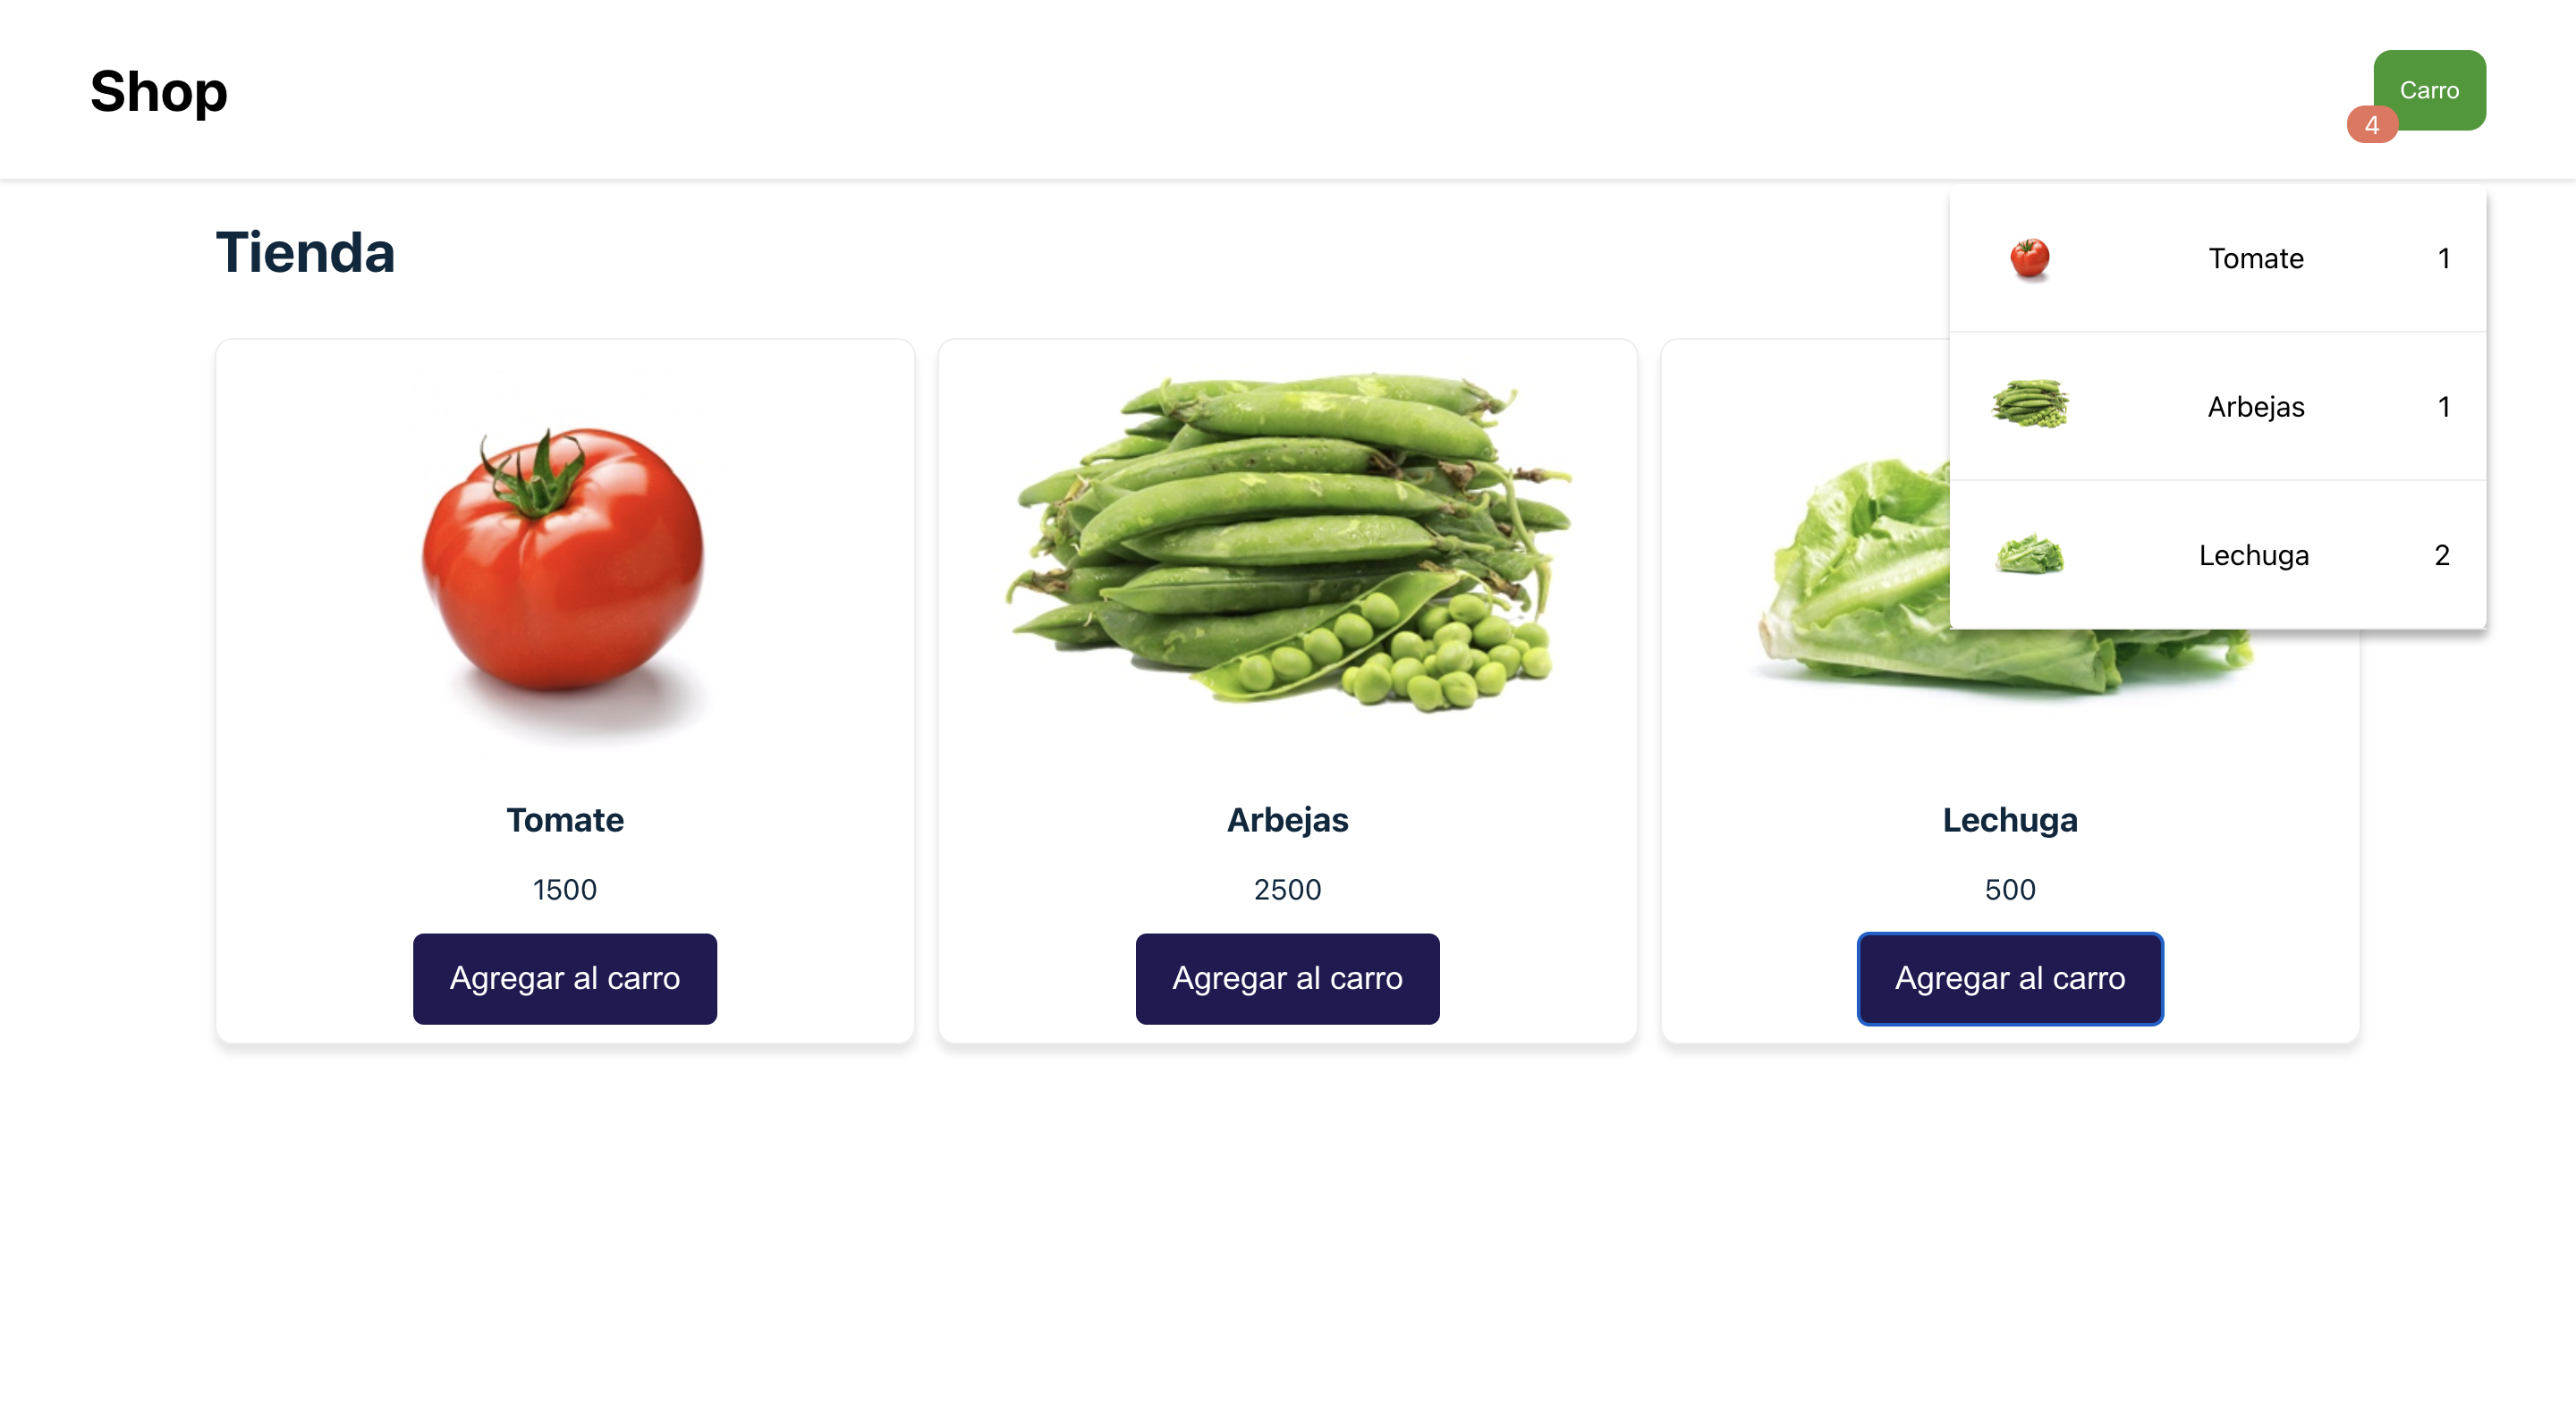 Shop
Carro
4
Tienda
Tomate 1
Arbejas 1
Lechuga 2
Tomate
1500
Agregar al carro
Arbejas
2500
Agregar al carro
Lechuga
500
Agregar al carro